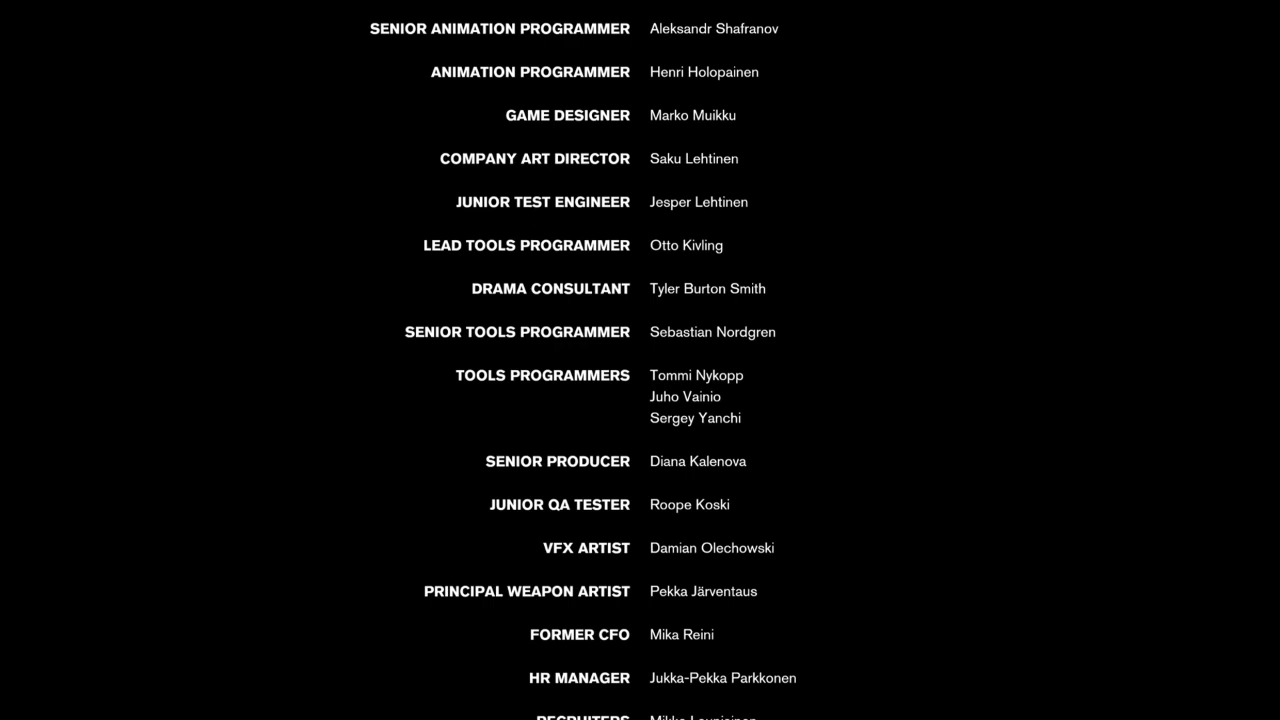 SENIOR ANIMATION PROGRAMMER Aleksandr Shafranov
ANIMATION PROGRAMMER Henri Holopainen
GAME DESIGNER Marko Muikku
COMPANY ART DIRECTOR Saku Lehtinen
JUNIOR TEST ENGINEER Jesper Lehtinen
LEAD TOOLS PROGRAMMER Otto Kivling
DRAMA CONSULTANT Tyler Burton Smith
SENIOR TOOLS PROGRAMMER Sebastian Nordgren
TOOLS PROGRAMMERS Tommi Nykopp
Juho Vainio
Sergey Yanchi
SENIOR PRODUCER Diana Kalenova
JUNIOR QA TESTER Roope Koski
VFX ARTIST Damian Olechowski
PRINCIPAL WEAPON ARTIST Pekka Järventaus
FORMER CFO Mika Reini
HR MANAGER Jukka-Pekka Parkkonen
RECRUITERS